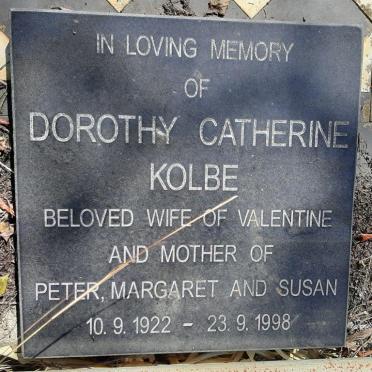 IN LOVING MEMORY
OF
DOROTHY CATHERINE
KOLBE
BELOVED WIFE OF VALENTINE
AND MOTHER OF
PETER, MARGARET AND SUSAN
10. 9. 1922 - 23. 9. 1998